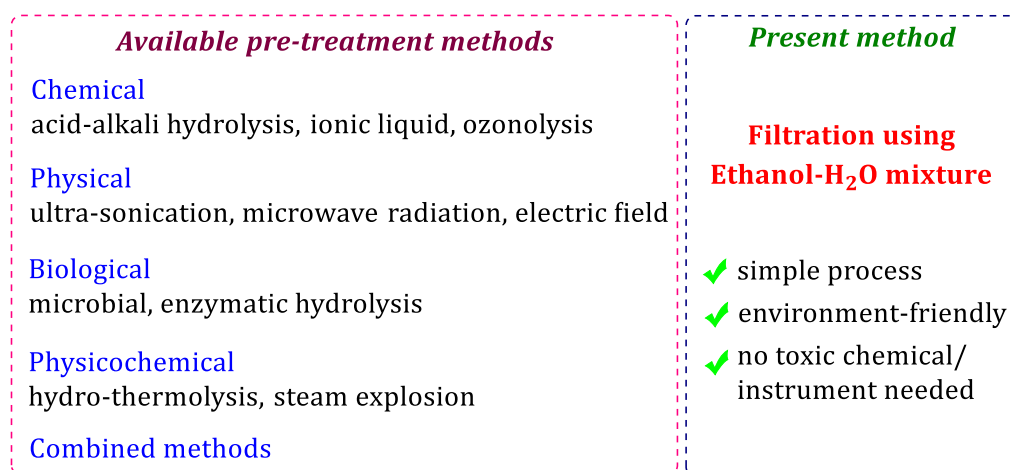 Available pre-treatment methods
Chemical
acid-alkali hydrolysis, ionic liquid, ozonolysis
Physical
ultra-sonication, microwave radiation, electric field
Biological
microbial, enzymatic hydrolysis
Physicochemical
hydro-thermolysis, steam explosion
Combined methods
Present method
Filtration using
Ethanol-H₂O mixture
simple process
environment-friendly
no toxic chemical/
instrument needed